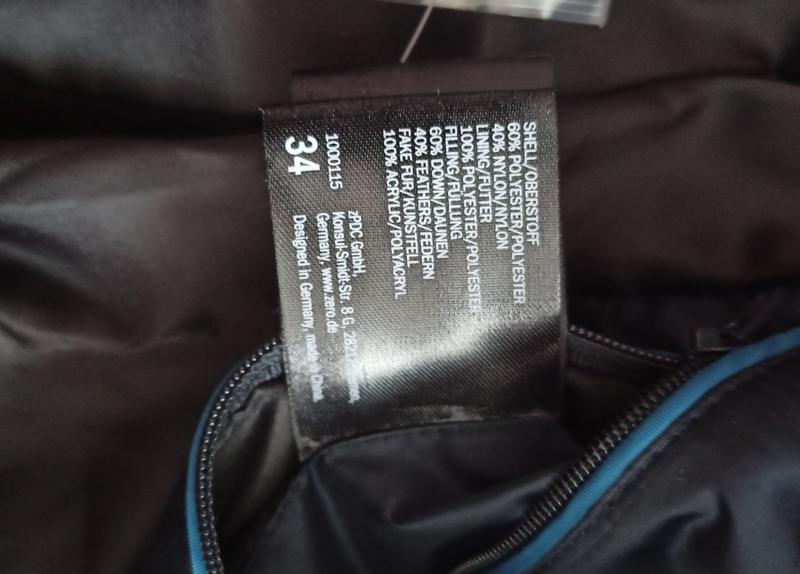 SHELL/OBERSTOFF
60% POLYESTER/POLYESTER
40% NYLON/NYLON
LINING/FUTTER
100% POLYESTER/POLYESTER
FILLING/FÜLLUNG
60% DOWN/DAUNEN
40% FEATHERS/FEDERN
FAKE FUR/KUNSTFELL
100% ACRYLIC/POLYACRYL
1000115
34
zPDC GmbH,
Konsul-Smidt-Str. 8 G,
Germany, www.zero.de
Designed in Germany, made in China.